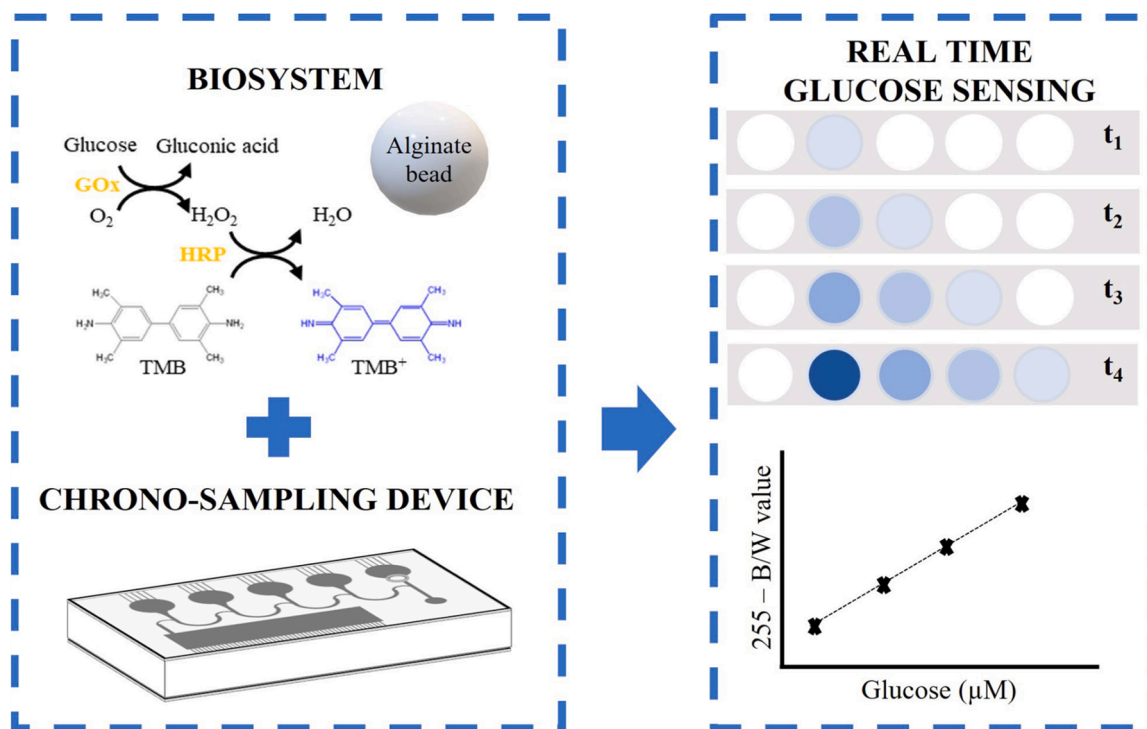 BIOSYSTEM
Glucose
Gluconic acid
GOx
O₂
H₂O₂
H₂O
HRP
Alginate
bead
H₃C
CH₃
H₂N
NH₂
H₃C
CH₃
TMB
CH₃
CH₃
HN
NH
CH₃
CH₃
TMB⁺
CHRONO-SAMPLING DEVICE
REAL TIME
GLUCOSE SENSING
t₁
t₂
t₃
t₄
255 – B/W value
Glucose (µM)